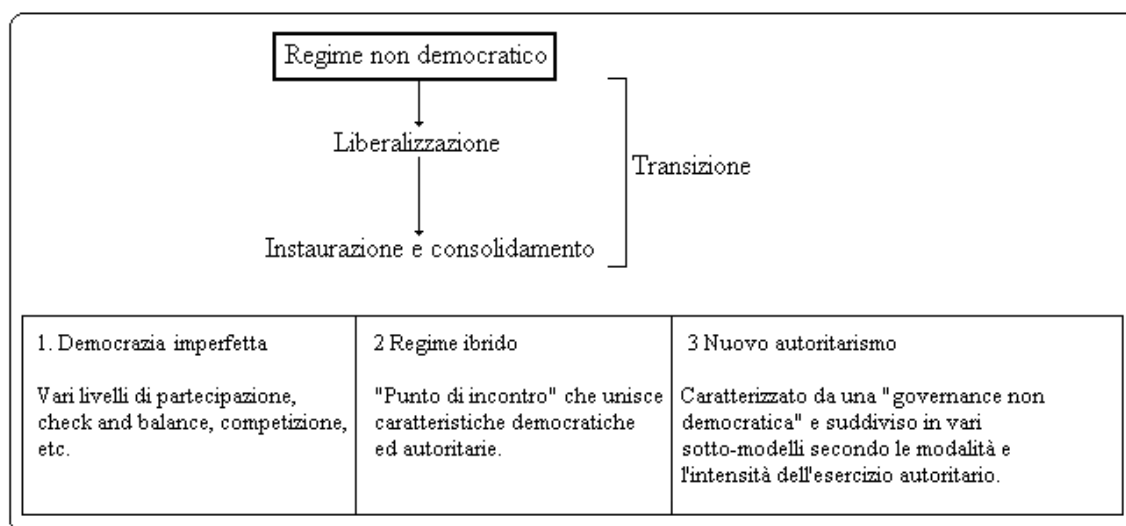 Regime non democratico
Liberalizzazione
Transizione
Instaurazione e consolidamento
1. Democrazia imperfetta
Vari livelli di partecipazione,
check and balance, competizione,
etc.
2 Regime ibrido
"Punto di incontro" che unisce
caratteristiche democratiche
ed autoritarie.
3 Nuovo autoritarismo
Caratterizzato da una "governance non
democratica" e suddiviso in vari
sotto-modelli secondo le modalità e
l'intensità dell'esercizio autoritario.